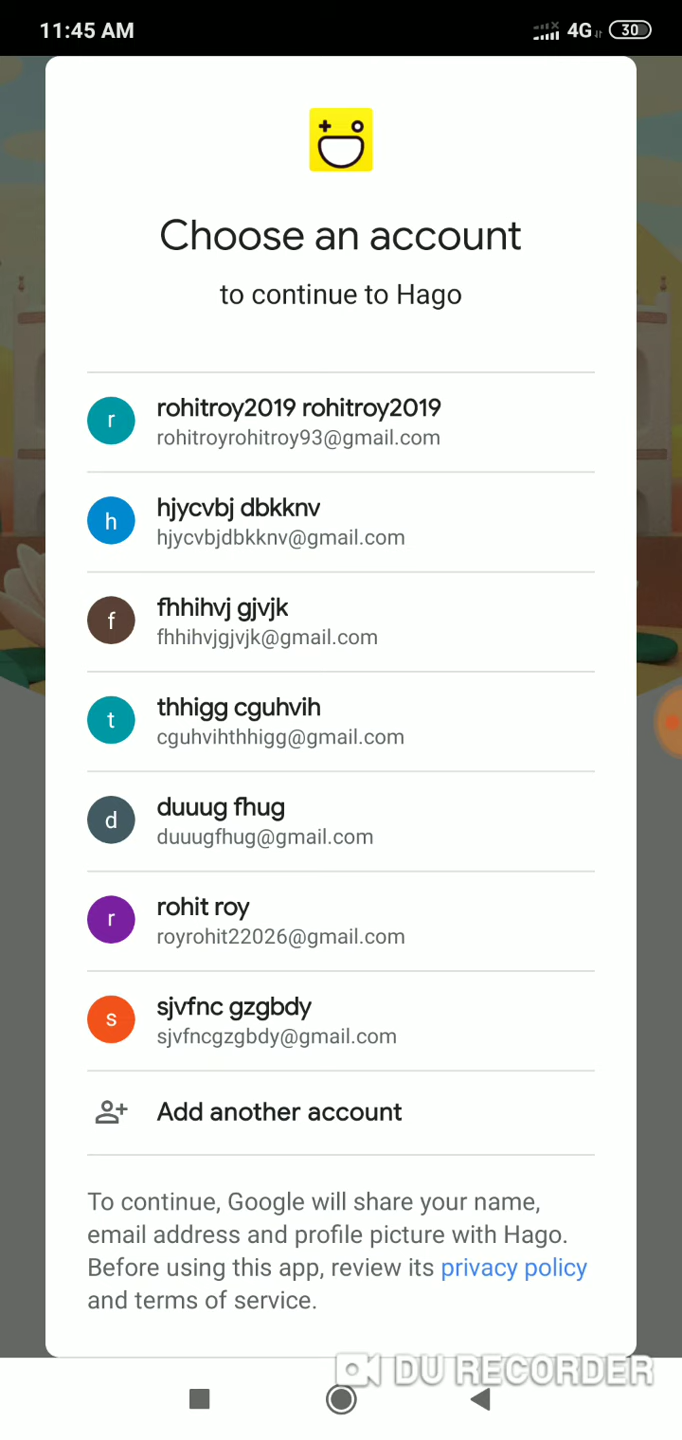 11:45 AM
4G
30
Choose an account
to continue to Hago
r
rohitroy2019 rohitroy2019
rohitroyrohitroy93@gmail.com
h
hjycvbj dbkknv
hjycvbjdbkknv@gmail.com
f
fhhihvj gjvjk
fhhihvjgjvjk@gmail.com
t
thhigg cguhvih
cguhvihthhigg@gmail.com
d
duuug fhug
duuugfhug@gmail.com
r
rohit roy
royrohit22026@gmail.com
s
sjvfnc gzgbdy
sjvfncgzgbdy@gmail.com
Add another account
To continue, Google will share your name,
email address and profile picture with Hago.
Before using this app, review its privacy policy
and terms of service.
DU RECORDER